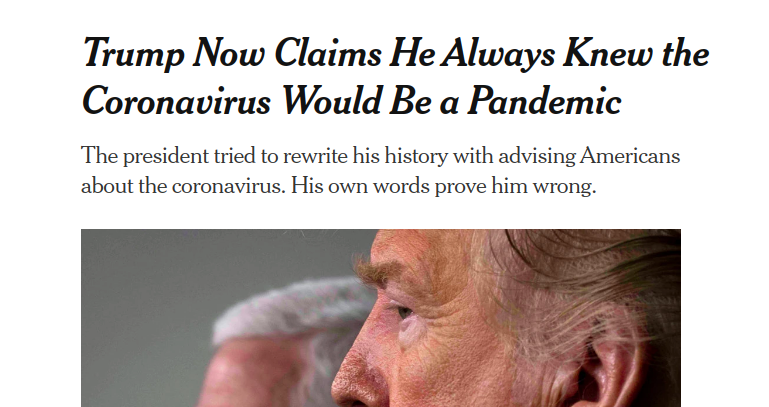 Trump Now Claims He Always Knew the
Coronavirus Would Be a Pandemic
The president tried to rewrite his history with advising Americans
about the coronavirus. His own words prove him wrong.